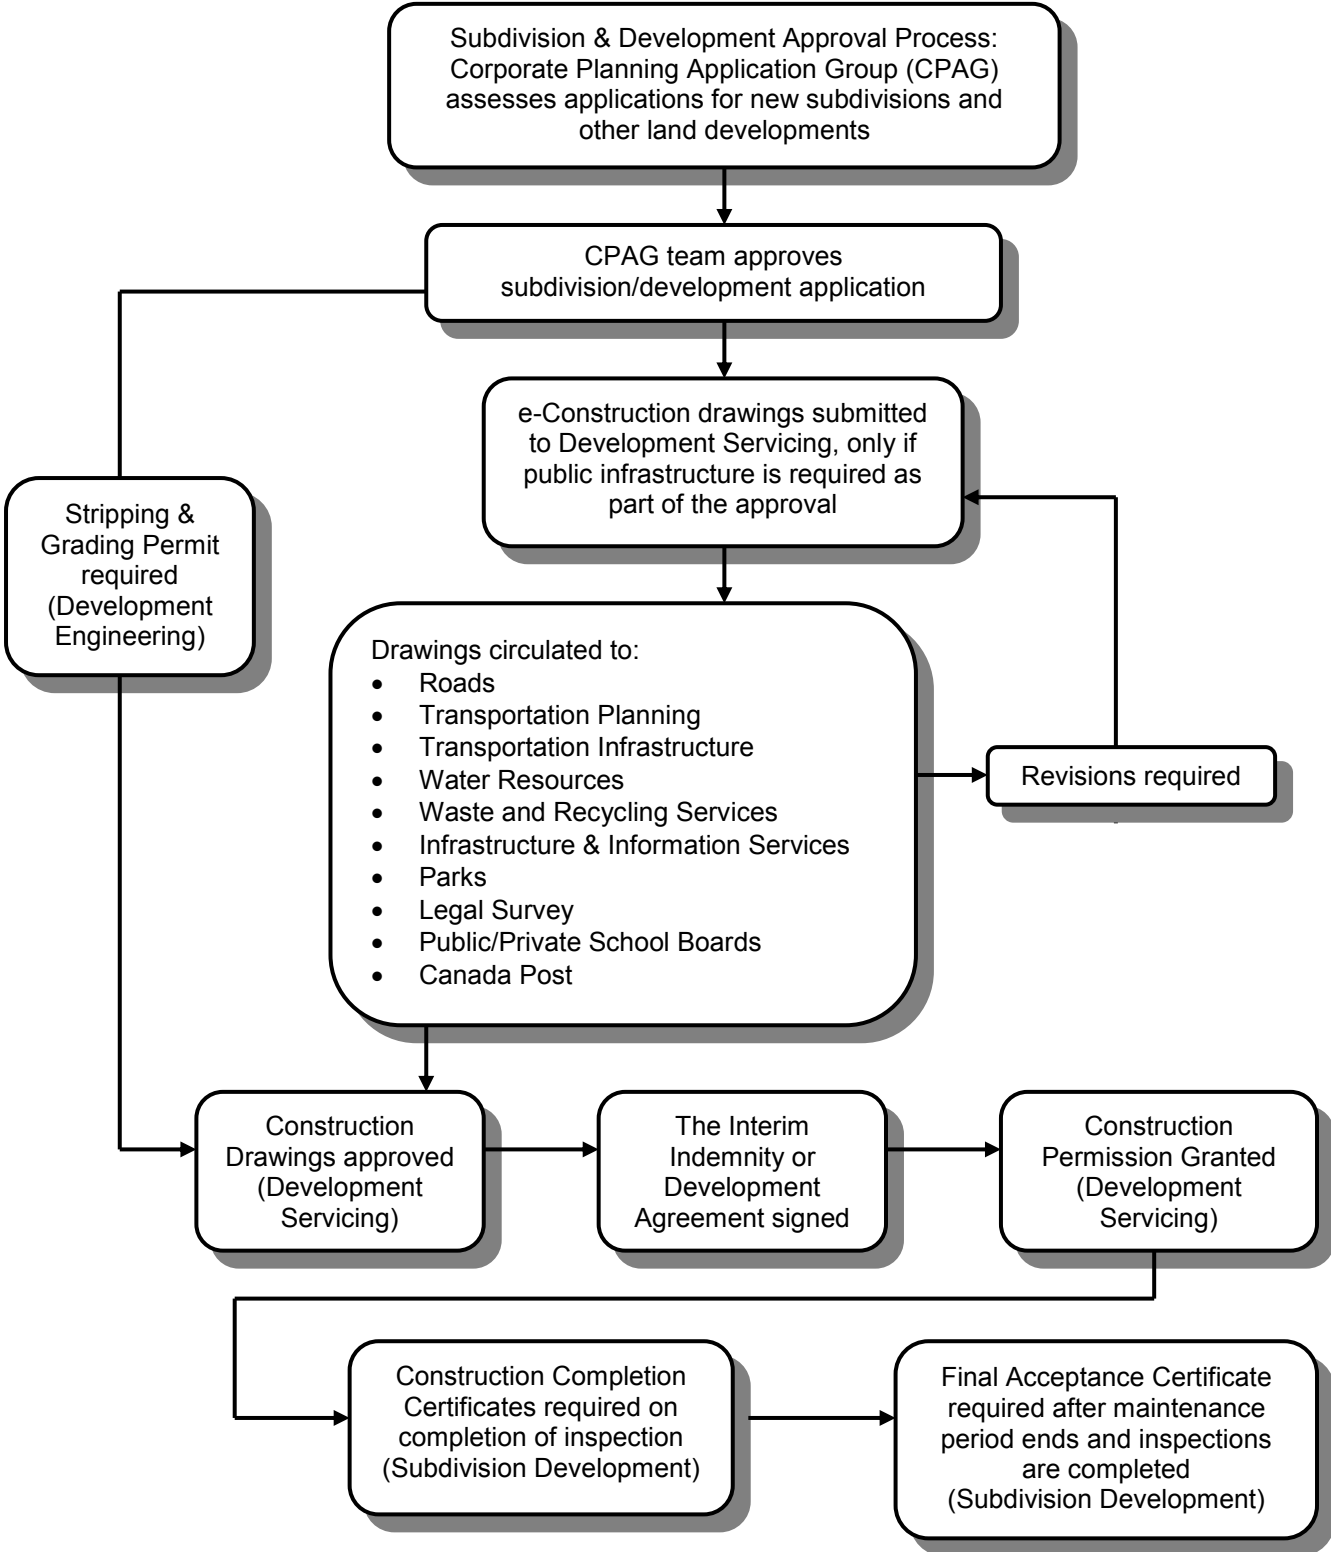 Subdivision & Development Approval Process:
Corporate Planning Application Group (CPAG)
assesses applications for new subdivisions and
other land developments
CPAG team approves
subdivision/development application
e-Construction drawings submitted
to Development Servicing, only if
public infrastructure is required as
part of the approval
Stripping &
Grading Permit
required
(Development
Engineering)
Drawings circulated to:
• Roads
• Transportation Planning
• Transportation Infrastructure
• Water Resources
• Waste and Recycling Services
• Infrastructure & Information Services
• Parks
• Legal Survey
• Public/Private School Boards
• Canada Post
Revisions required
Construction
Drawings approved
(Development
Servicing)
The Interim
Indemnity or
Development
Agreement signed
Construction
Permission Granted
(Development
Servicing)
Construction Completion
Certificates required on
completion of inspection
(Subdivision Development)
Final Acceptance Certificate
required after maintenance
period ends and inspections
are completed
(Subdivision Development)